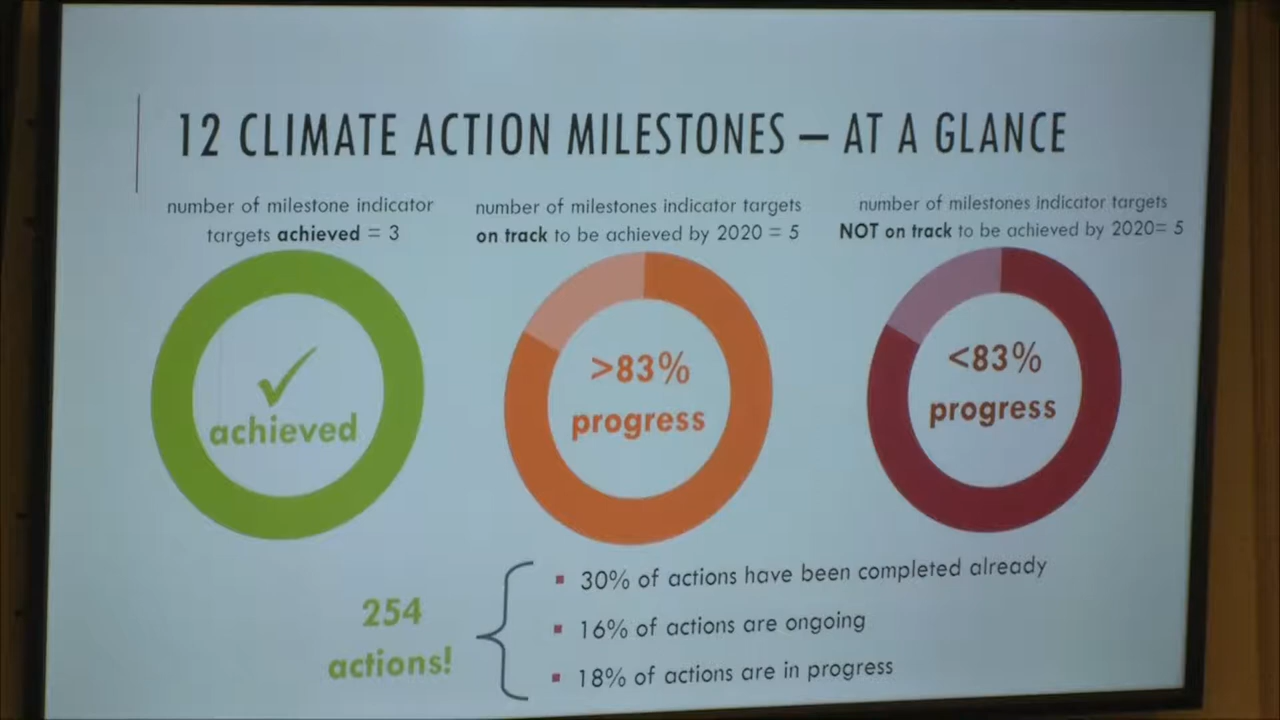 12 CLIMATE ACTION MILESTONES – AT A GLANCE
number of milestone indicator
targets achieved = 3
number of milestones indicator targets
on track to be achieved by 2020 = 5
number of milestones indicator targets
NOT on track to be achieved by 2020= 5
achieved
>83%
progress
<83%
progress
254
actions!
30% of actions have been completed already
16% of actions are ongoing
18% of actions are in progress